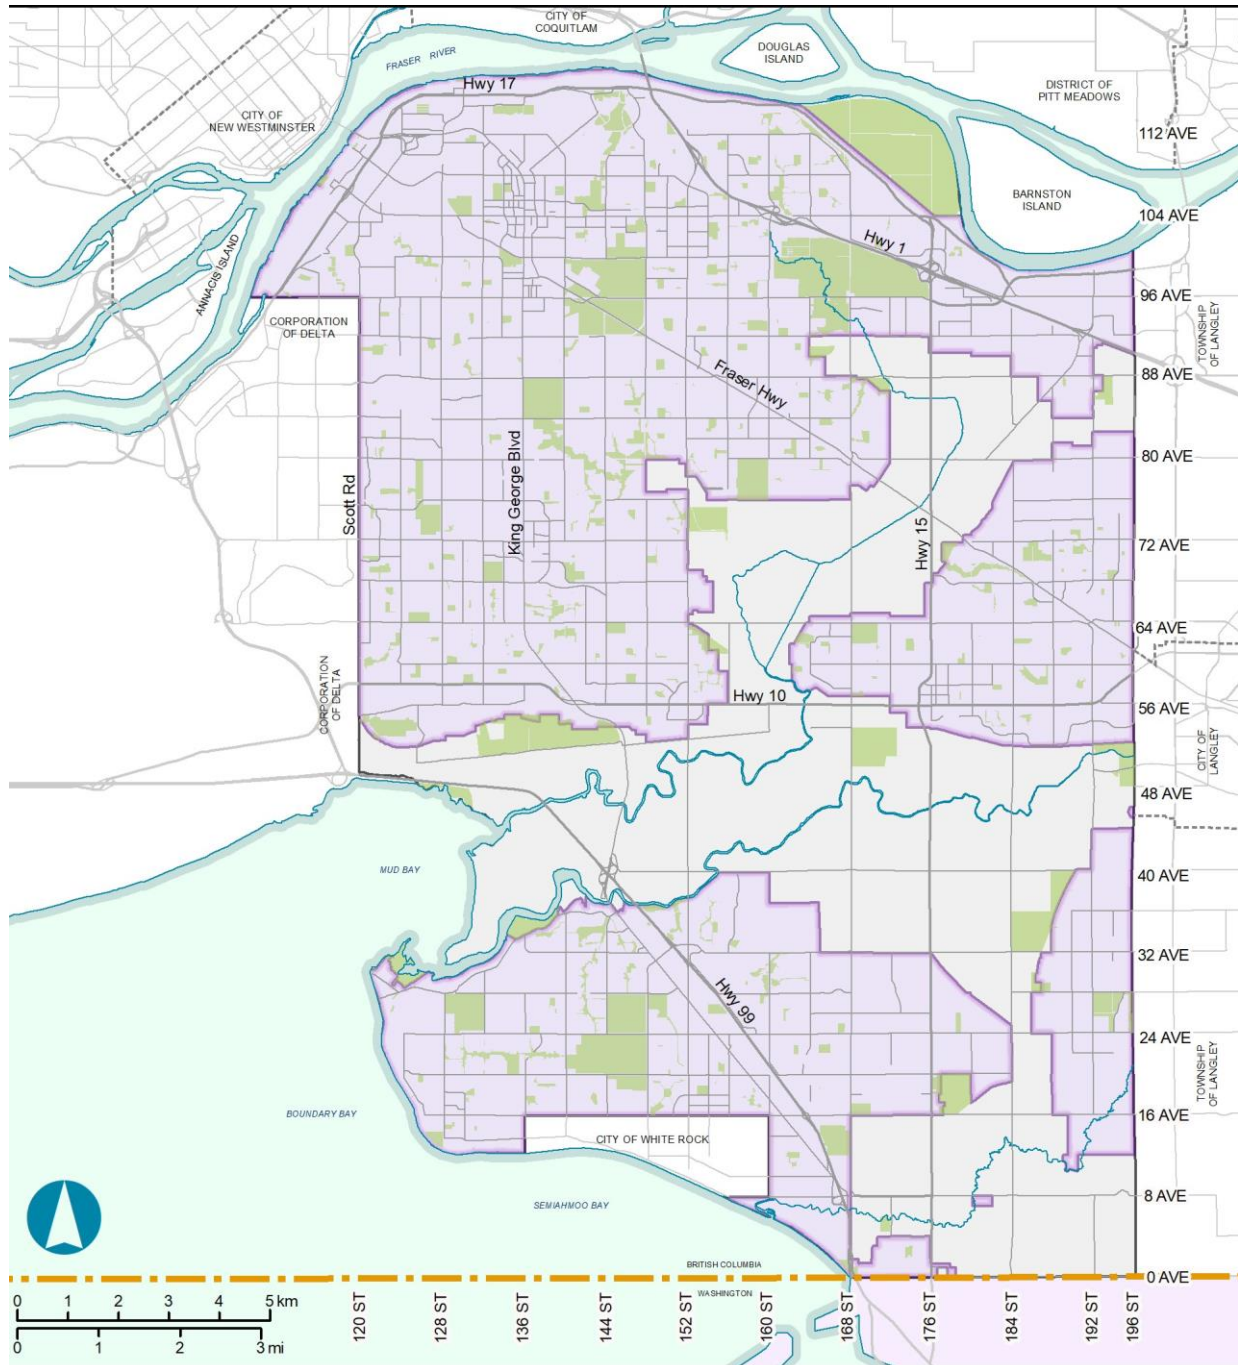 CITY OF
COQUITLAM
FRASER RIVER
DOUGLAS
ISLAND
Hwy 17
DISTRICT OF
PITT MEADOWS
CITY OF
NEW WESTMINSTER
112 AVE
BARNSTON
ISLAND
104 AVE
Hwy 1
ANNACIS ISLAND
96 AVE
CORPORATION
OF DELTA
TOWNSHIP
OF LANGLEY
88 AVE
Fraser Hwy
King George Blvd
80 AVE
Scott Rd
Hwy 15
72 AVE
64 AVE
CORPORATION
OF DELTA
Hwy 10
56 AVE
CITY OF
LANGLEY
48 AVE
MUD BAY
40 AVE
32 AVE
Hwy 99
24 AVE
TOWNSHIP
OF LANGLEY
BOUNDARY BAY
16 AVE
CITY OF WHITE ROCK
8 AVE
SEMIAHMOO BAY
BRITISH COLUMBIA
0 AVE
WASHINGTON
0 1 2 3 4 5 km
0 1 2 3 mi
120 ST
128 ST
136 ST
144 ST
152 ST
160 ST
168 ST
176 ST
184 ST
192 ST
196 ST